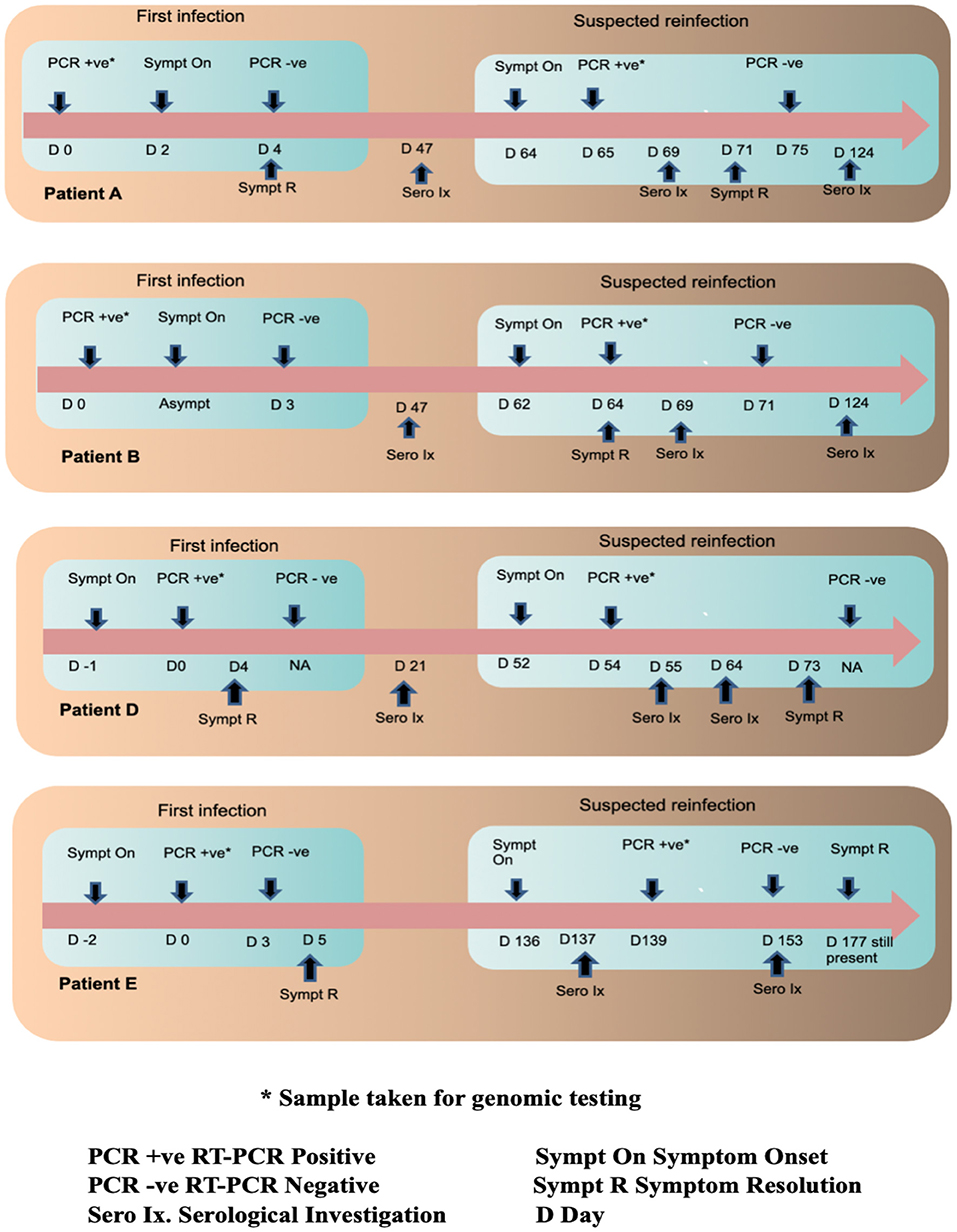 First infection Suspected reinfection
PCR +ve* Sympt On PCR -ve Sympt On PCR +ve* PCR -ve
D 0 D 2 D 4 D 47 D 64 D 65 D 69 D 71 D 75 D 124
Patient A Sympt R Sero Ix Sero Ix Sympt R Sero Ix
First infection Suspected reinfection
PCR +ve* Sympt On PCR -ve Sympt On PCR +ve* PCR -ve
D 0 Asympt D 3 D 47 D 62 D 64 D 69 D 71 D 124
Patient B Sero Ix Sympt R Sero Ix Sero Ix
First infection Suspected reinfection
Sympt On PCR +ve* PCR - ve Sympt On PCR +ve* PCR -ve
D -1 D0 D4 NA D 21 D 52 D 54 D 55 D 64 D 73 NA
Patient D Sympt R Sero Ix Sero Ix Sero Ix Sympt R
First infection Suspected reinfection
Sympt On PCR +ve* PCR -ve Sympt
On PCR +ve* PCR -ve Sympt R
D -2 D 0 D 3 D 5 D 136 D137 D139 D 153 D 177 still
present
Patient E Sympt R Sero Ix Sero Ix
* Sample taken for genomic testing
PCR +ve RT-PCR Positive Sympt On Symptom Onset
PCR -ve RT-PCR Negative Sympt R Symptom Resolution
Sero Ix. Serological Investigation D Day